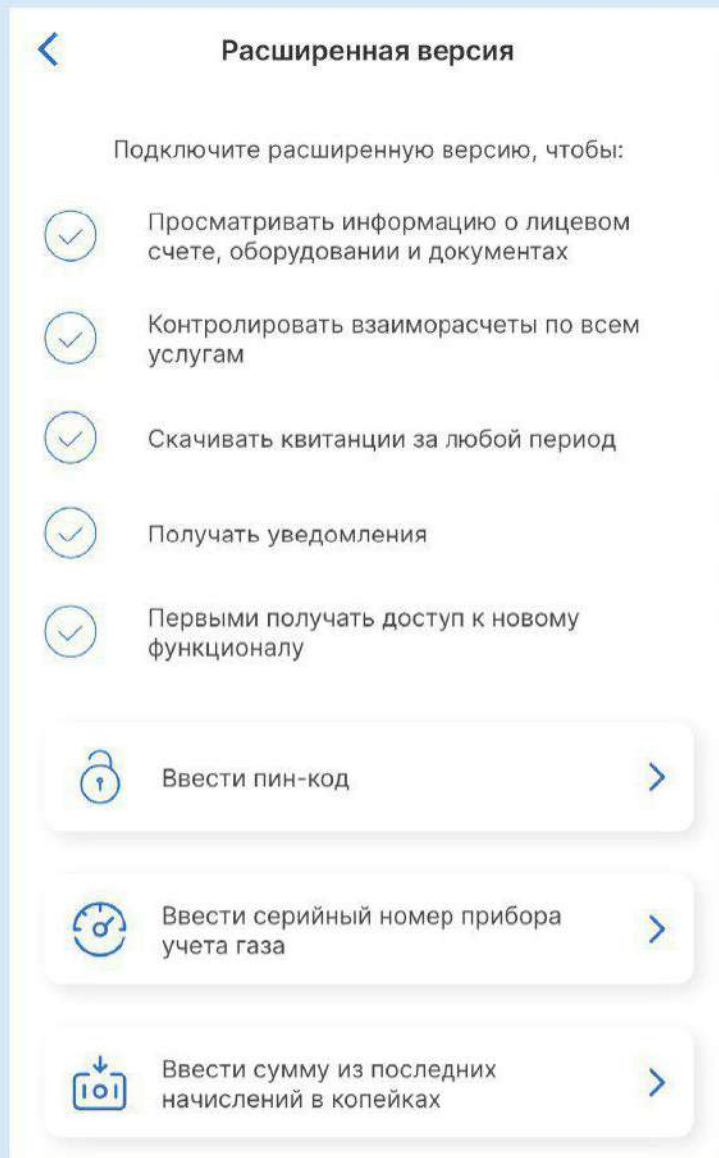 Расширенная версия
Подключите расширенную версию, чтобы:
Просматривать информацию о лицевом
счете, оборудовании и документах
Контролировать взаиморасчеты по всем
услугам
Скачивать квитанции за любой период
Получать уведомления
Первыми получать доступ к новому
функционалу
Ввести пин-код
Ввести серийный номер прибора
учета газа
Ввести сумму из последних
начислений в копейках